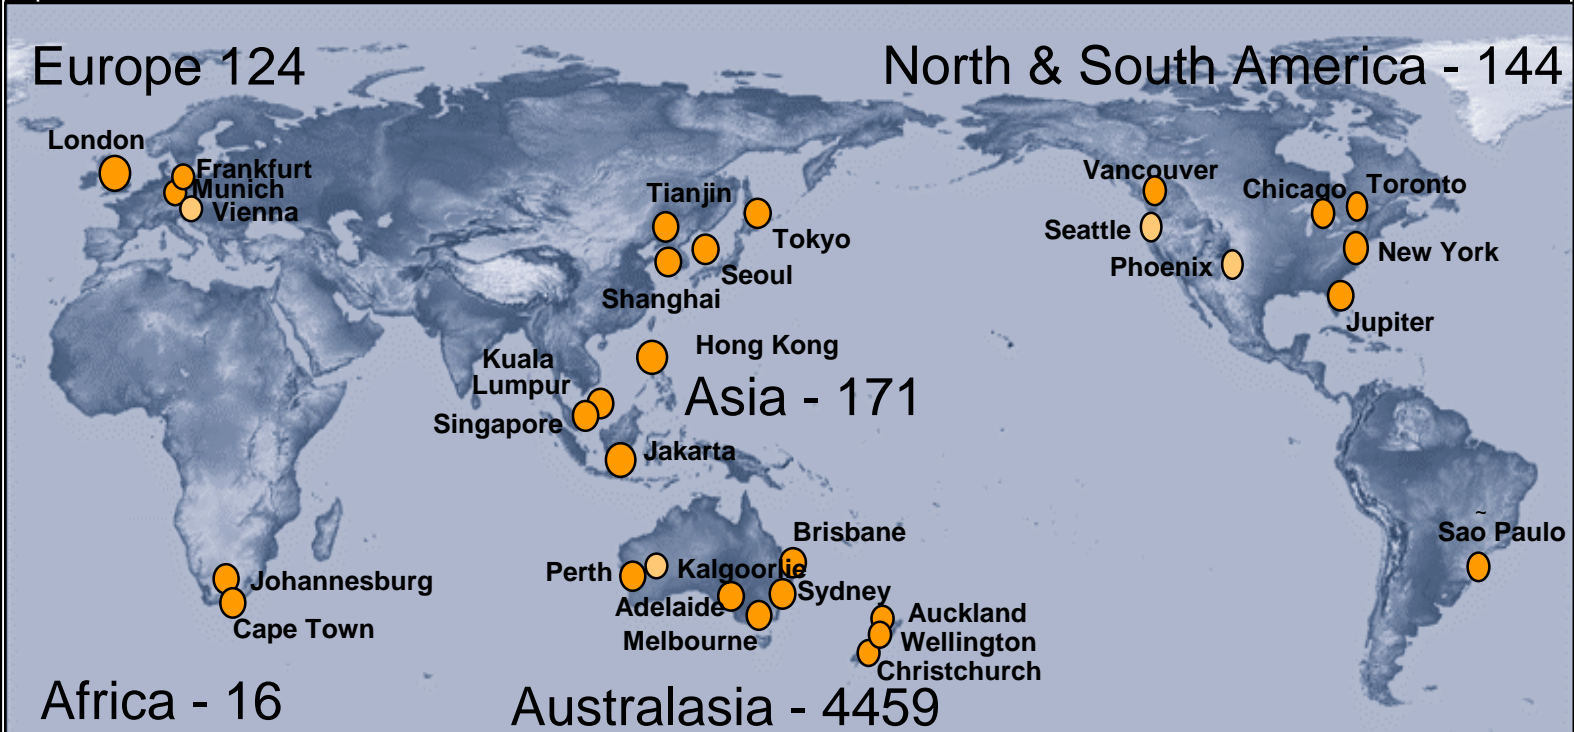 Europe 124
North & South America - 144
London
Frankfurt
Munich
Vienna
Tianjin
Tokyo
Seoul
Shanghai
Hong Kong
Kuala
Lumpur
Singapore
Asia - 171
Jakarta
Vancouver
Chicago
Toronto
Seattle
New York
Phoenix
Jupiter
~
Sao Paulo
Brisbane
Perth
Kalgoorlie
Sydney
Adelaide
Melbourne
Auckland
Wellington
Christchurch
Johannesburg
Cape Town
Africa - 16
Australasia - 4459